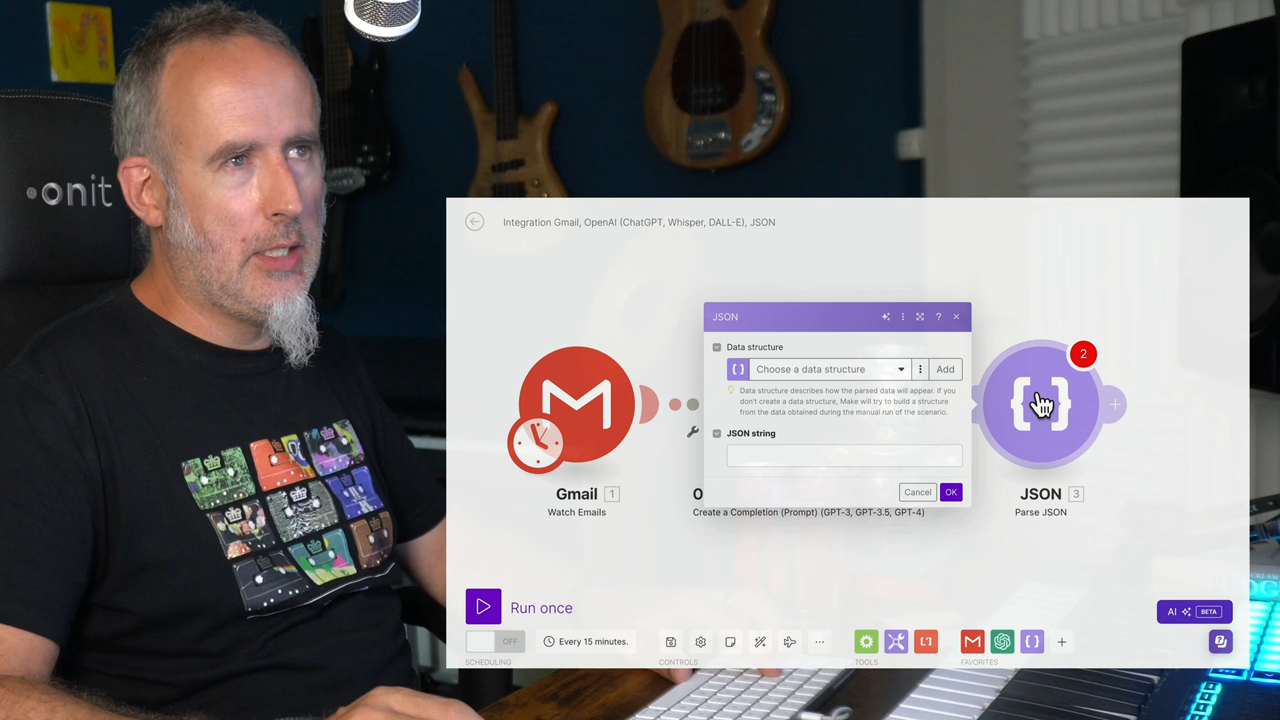 onit
Integration Gmail, OpenAI (ChatGPT, Whisper, DALL-E), JSON
JSON
?
Data structure
{ } Choose a data structure
Add
Data structure describes how the parsed data will appear. If you
don't create a data structure, Make will try to build a structure
from the data obtained during the manual run of the scenario.
JSON string
Cancel
OK
2
Gmail 1
Watch Emails
O
Create a Completion (Prompt) (GPT-3, GPT-3.5, GPT-4)
JSON 3
Parse JSON
Run once
AI BETA
OFF
Every 15 minutes.
SCHEDULING
CONTROLS
TOOLS
FAVORITES